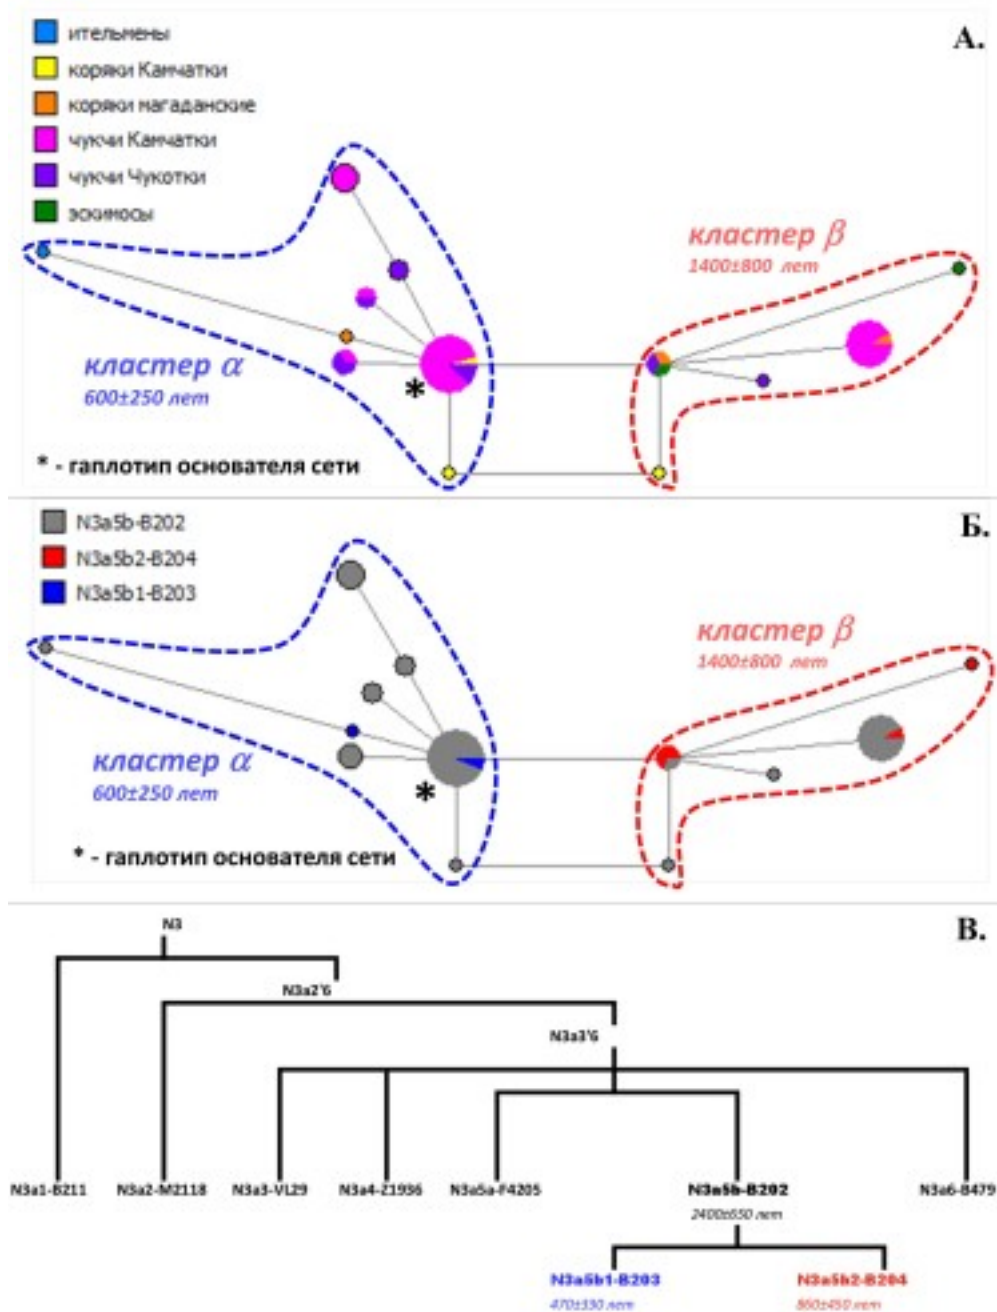 А.
ительмены
коряки Камчатки
коряки магаданские
чукчи Камчатки
чукчи Чукотки
эскимосы
кластер β
1400±800 лет
кластер α
600±250 лет
*
* - гаплотип основателя сети
Б.
N3a5b-B202
N3a5b2-B204
N3a5b1-B203
кластер β
1400±800 лет
кластер α
600±250 лет
*
* - гаплотип основателя сети
В.
N3
N3a2'6
N3a3'6
N3a1-B211 N3a2-M2118 N3a3-VL29 N3a4-Z1936 N3a5a-F4205 N3a5b-B202 N3a6-B479
2400±650 лет
N3a5b1-B203 N3a5b2-B204
470±330 лет 860±450 лет